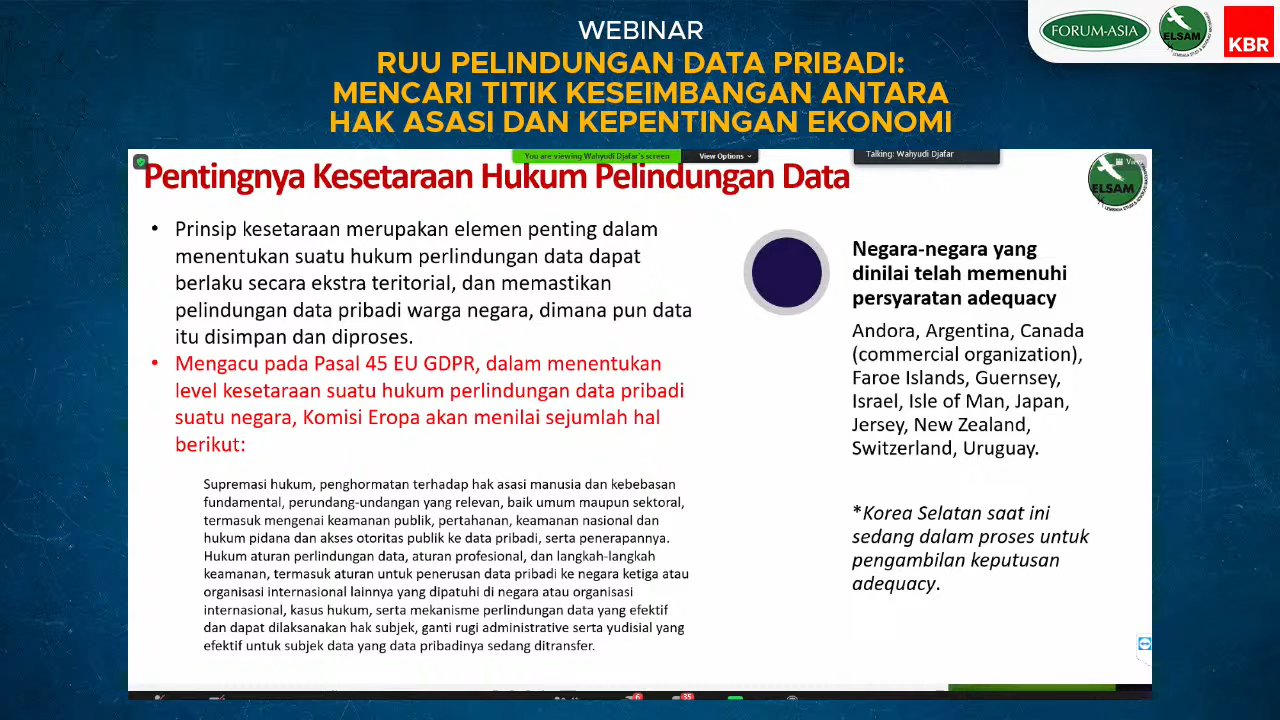 WEBINAR
RUU PELINDUNGAN DATA PRIBADI:
MENCARI TITIK KESEIMBANGAN ANTARA
HAK ASASI DAN KEPENTINGAN EKONOMI
FORUM-ASIA
ELSAM
KBR
You are viewing Wahyudi Djafar's screen
View Options
Talking: Wahyudi Djafar
View
Pentingnya Kesetaraan Hukum Pelindungan Data
ELSAM
• Prinsip kesetaraan merupakan elemen penting dalam
menentukan suatu hukum perlindungan data dapat
berlaku secara ekstra teritorial, dan memastikan
pelindungan data pribadi warga negara, dimana pun data
itu disimpan dan diproses.
• Mengacu pada Pasal 45 EU GDPR, dalam menentukan
level kesetaraan suatu hukum perlindungan data pribadi
suatu negara, Komisi Eropa akan menilai sejumlah hal
berikut:
Supremasi hukum, penghormatan terhadap hak asasi manusia dan kebebasan
fundamental, perundang-undangan yang relevan, baik umum maupun sektoral,
termasuk mengenai keamanan publik, pertahanan, keamanan nasional dan
hukum pidana dan akses otoritas publik ke data pribadi, serta penerapannya.
Hukum aturan perlindungan data, aturan profesional, dan langkah-langkah
keamanan, termasuk aturan untuk penerusan data pribadi ke negara ketiga atau
organisasi internasional lainnya yang dipatuhi di negara atau organisasi
internasional, kasus hukum, serta mekanisme perlindungan data yang efektif
dan dapat dilaksanakan hak subjek, ganti rugi administrative serta yudisial yang
efektif untuk subjek data yang data pribadinya sedang ditransfer.
Negara-negara yang
dinilai telah memenuhi
persyaratan adequacy
Andora, Argentina, Canada
(commercial organization),
Faroe Islands, Guernsey,
Israel, Isle of Man, Japan,
Jersey, New Zealand,
Switzerland, Uruguay.
*Korea Selatan saat ini
sedang dalam proses untuk
pengambilan keputusan
adequacy.
6
35